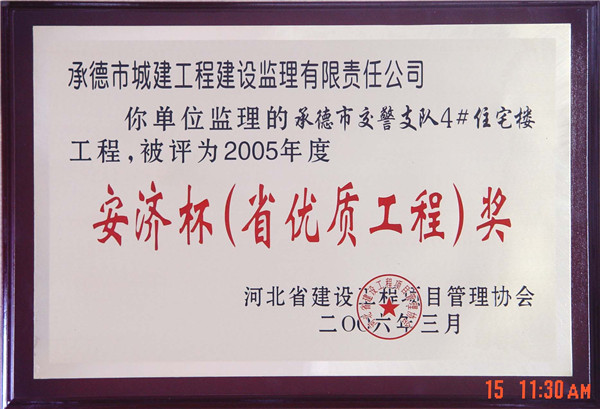 承德市城建工程建设监理有限责任公司
你单位监理的承德市交警支队4#住宅楼
工程,被评为2005年度
安济杯(省优质工程)奖
河北省建设工程项目管理协会
二〇〇六年三月
15 11:30AM